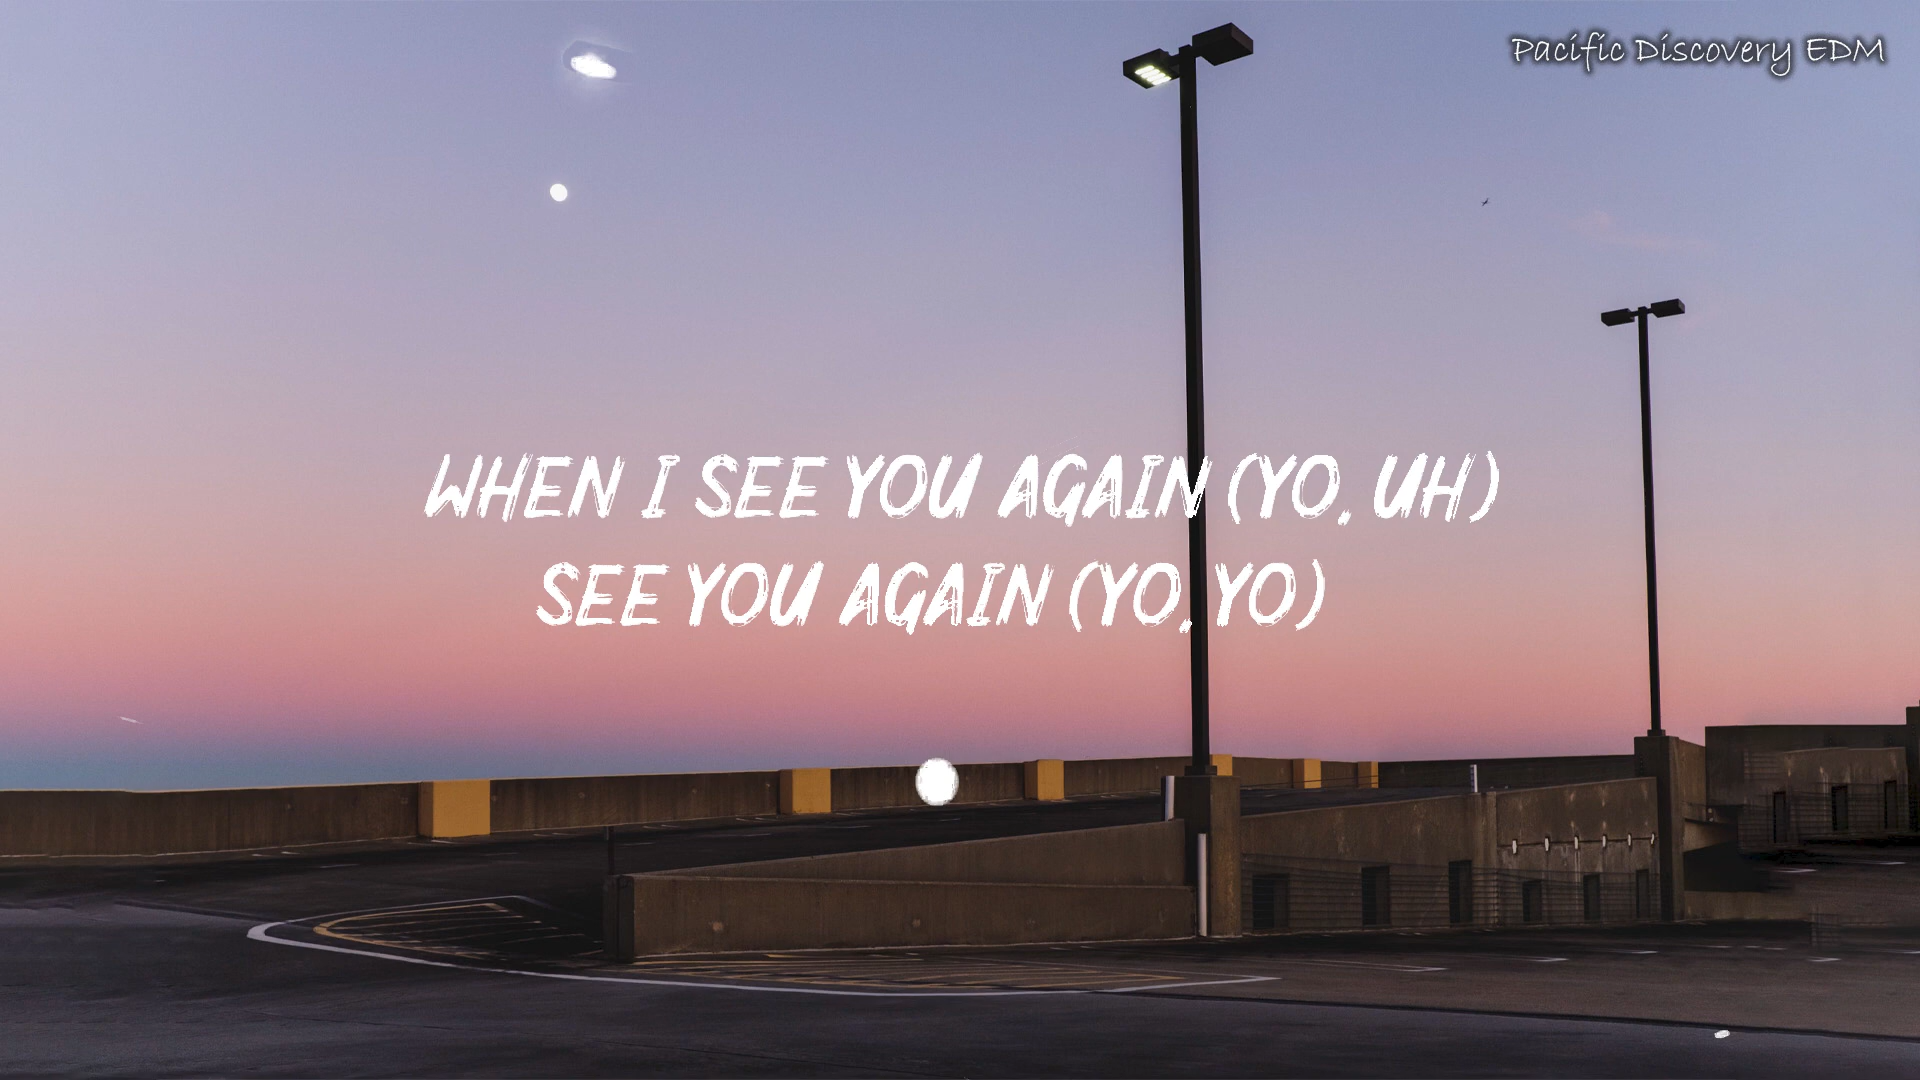 Pacific Discovery EDM
WHEN I SEE YOU AGAIN (YO, UH)
SEE YOU AGAIN (YO, YO)